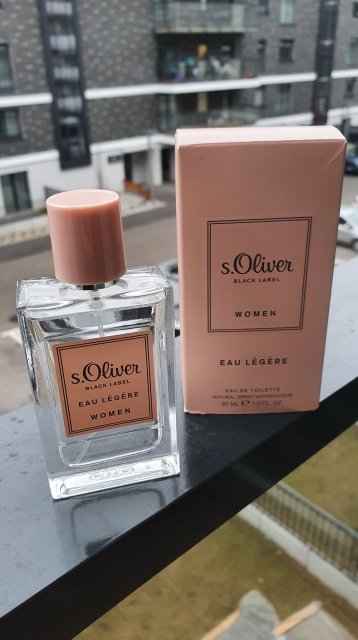 s.Oliver
BLACK LABEL
EAU LÉGÈRE
WOMEN
s.Oliver
BLACK LABEL
WOMEN
EAU LÉGÈRE
EAU DE TOILETTE
NATURAL SPRAY VAPORISATEUR
30 ML ℮ 1.0 FL. OZ.